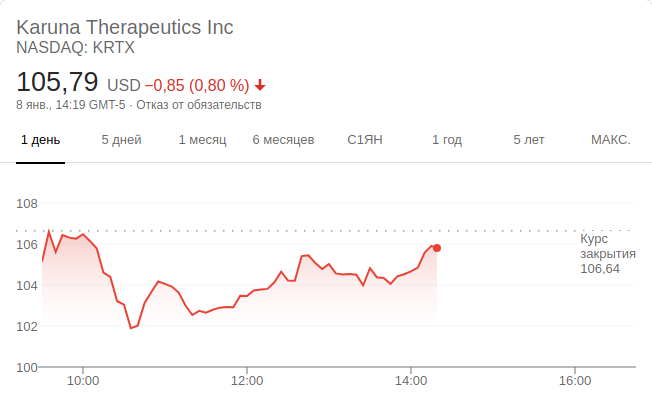 Karuna Therapeutics Inc
NASDAQ: KRTX
105,79 USD −0,85 (0,80 %)
8 янв., 14:19 GMT-5 · Отказ от обязательств
1 день 5 дней 1 месяц 6 месяцев С1ЯН 1 год 5 лет МАКС.
108
106
104
102
100
Курс
закрытия
106,64
10:00 12:00 14:00 16:00